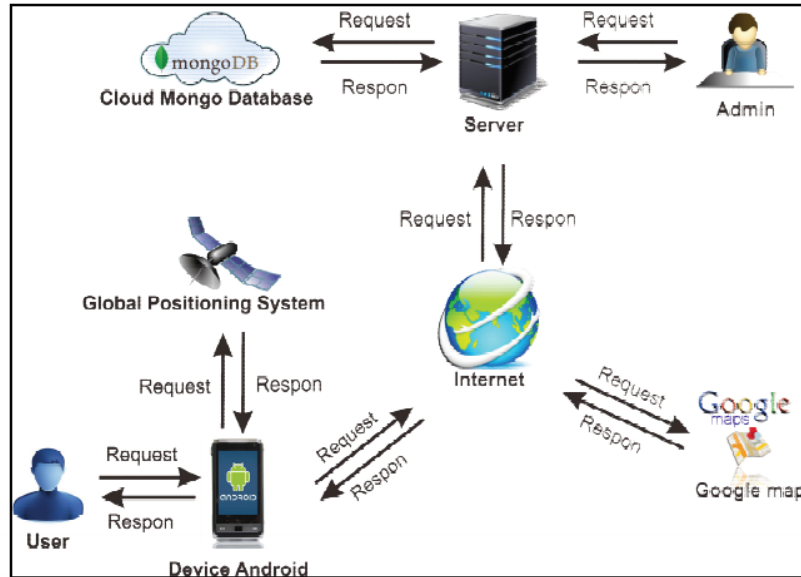 Request
Request
mongoDB
Respon
Respon
Cloud Mongo Database
Server
Admin
Request
Respon
Global Positioning System
Internet
Request
Respon
Request
Google
maps
Respon
Request
Respon
Google map
Request
Respon
ANDROID
User
Device Android